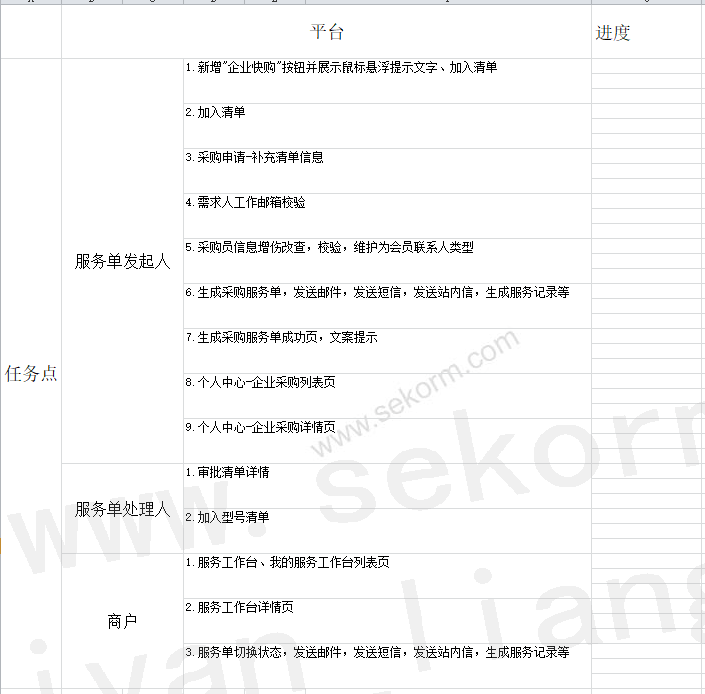 平台
进度
任务点
服务单发起人
1.新增"企业快购"按钮并展示鼠标悬浮提示文字、加入清单
2.加入清单
3.采购申请-补充清单信息
4.需求人工作邮箱校验
5.采购员信息增伤改查，校验，维护为会员联系人类型
6.生成采购服务单，发送邮件，发送短信，发送站内信，生成服务记录等
7.生成采购服务单成功页，文案提示
8.个人中心-企业采购列表页
9.个人中心-企业采购详情页
服务单处理人
1.审批清单详情
2.加入型号清单
商户
1.服务工作台、我的服务工作台列表页
2.服务工作台详情页
3.服务单切换状态，发送邮件，发送短信，发送站内信，生成服务记录等
www.sekorm.com
www.sekorm
ivan_liang